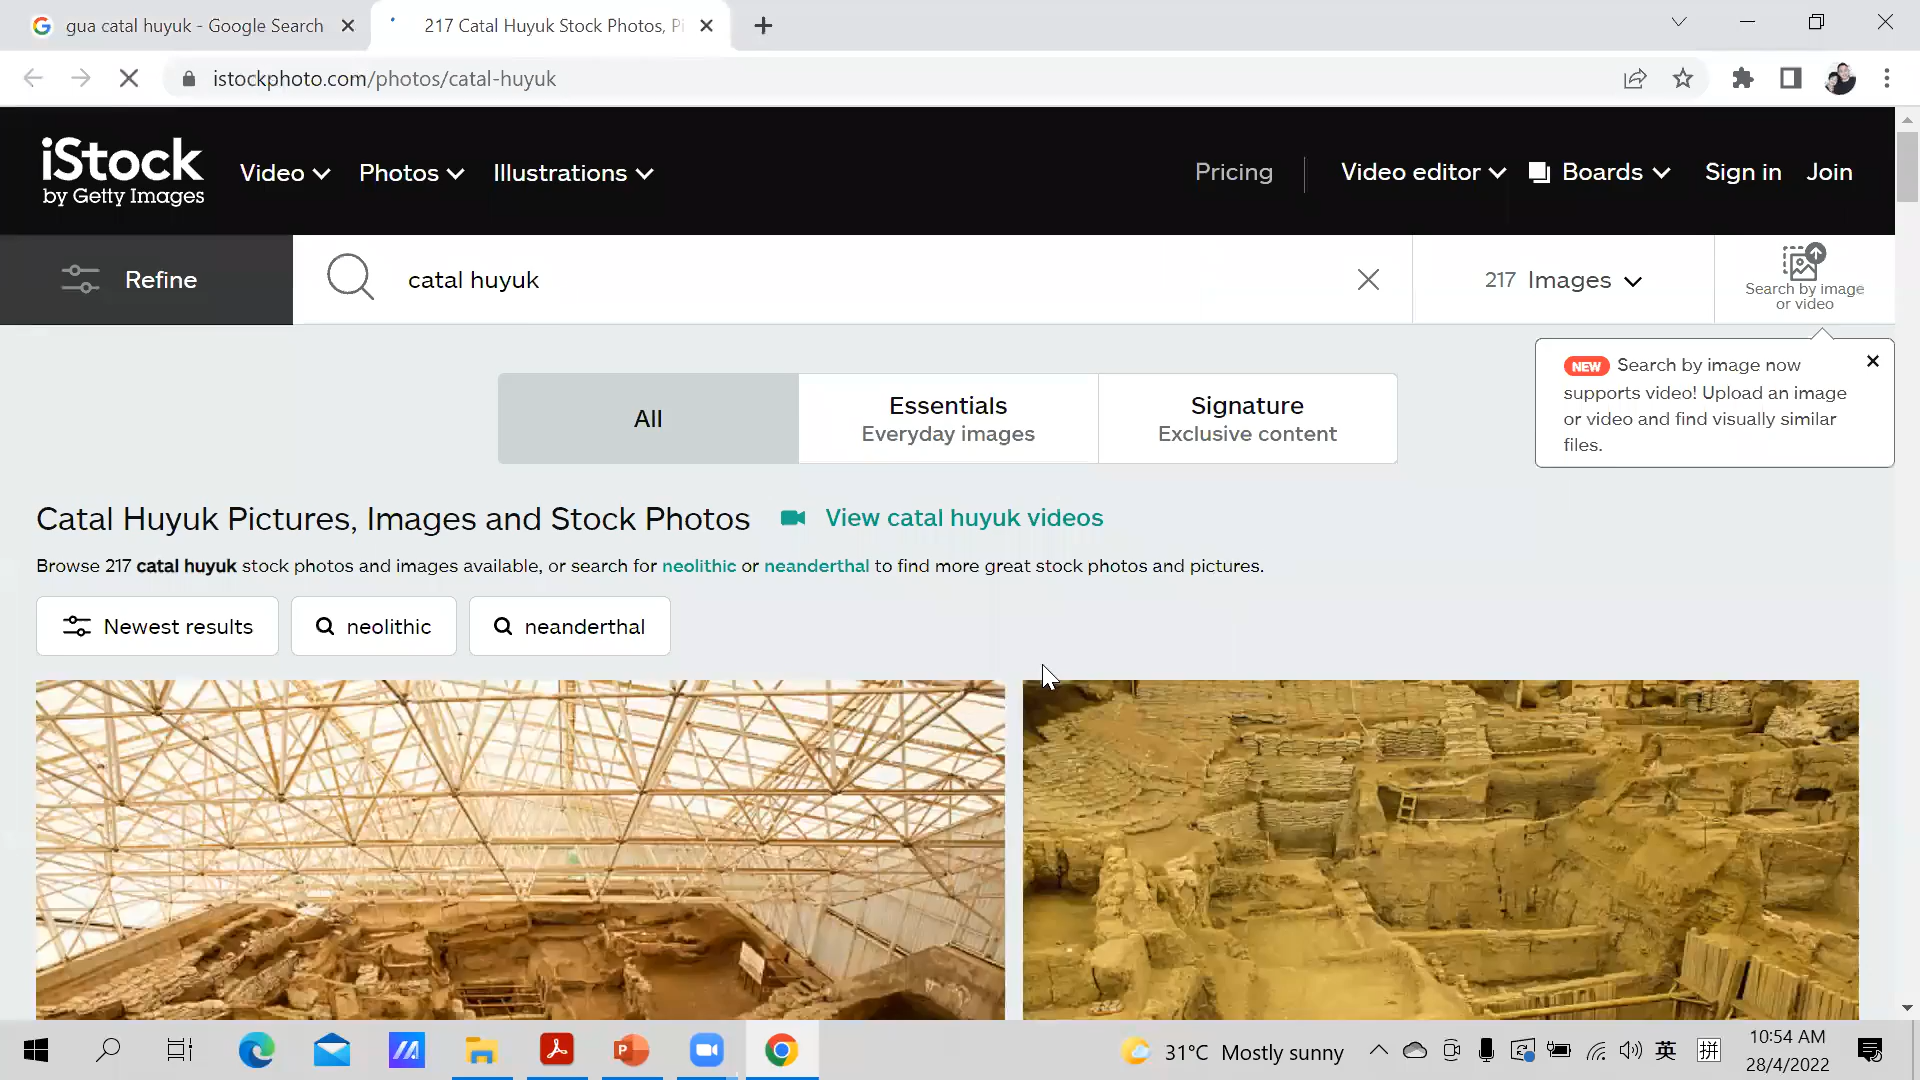 gua catal huyuk - Google Search
217 Catal Huyuk Stock Photos, Pi
istockphoto.com/photos/catal-huyuk
iStock
by Getty Images
Video
Photos
Illustrations
Pricing
Video editor
Boards
Sign in
Join
Refine
catal huyuk
217 Images
Search by image
or video
NEW Search by image now
supports video! Upload an image
or video and find visually similar
files.
All
Essentials
Everyday images
Signature
Exclusive content
Catal Huyuk Pictures, Images and Stock Photos
View catal huyuk videos
Browse 217 catal huyuk stock photos and images available, or search for neolithic or neanderthal to find more great stock photos and pictures.
Newest results
neolithic
neanderthal
31°C Mostly sunny
英
拼
10:54 AM
28/4/2022